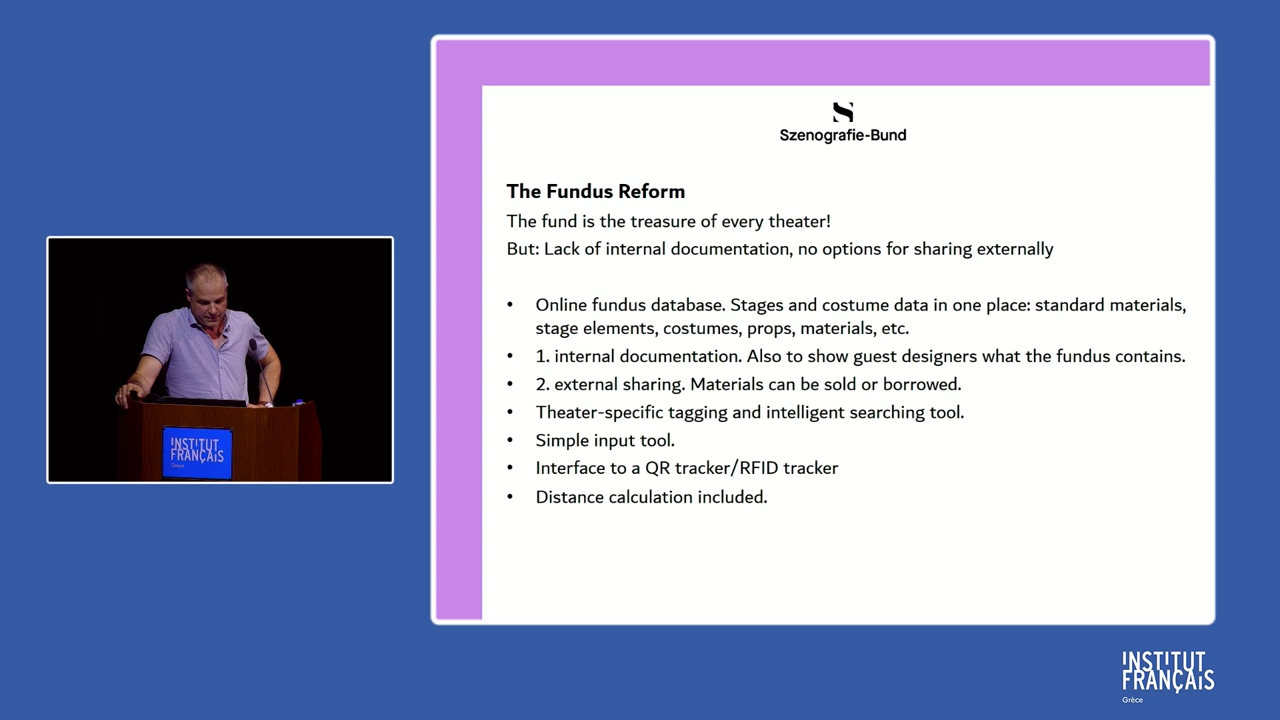 Szenografie-Bund
The Fundus Reform
The fund is the treasure of every theater!
But: Lack of internal documentation, no options for sharing externally
• Online fundus database. Stages and costume data in one place: standard materials,
stage elements, costumes, props, materials, etc.
• 1. internal documentation. Also to show guest designers what the fundus contains.
• 2. external sharing. Materials can be sold or borrowed.
• Theater-specific tagging and intelligent searching tool.
• Simple input tool.
• Interface to a QR tracker/RFID tracker
• Distance calculation included.
INSTITUT
FRANÇAIS
Grèce
INSTITUT
FRANÇAIS
Grèce